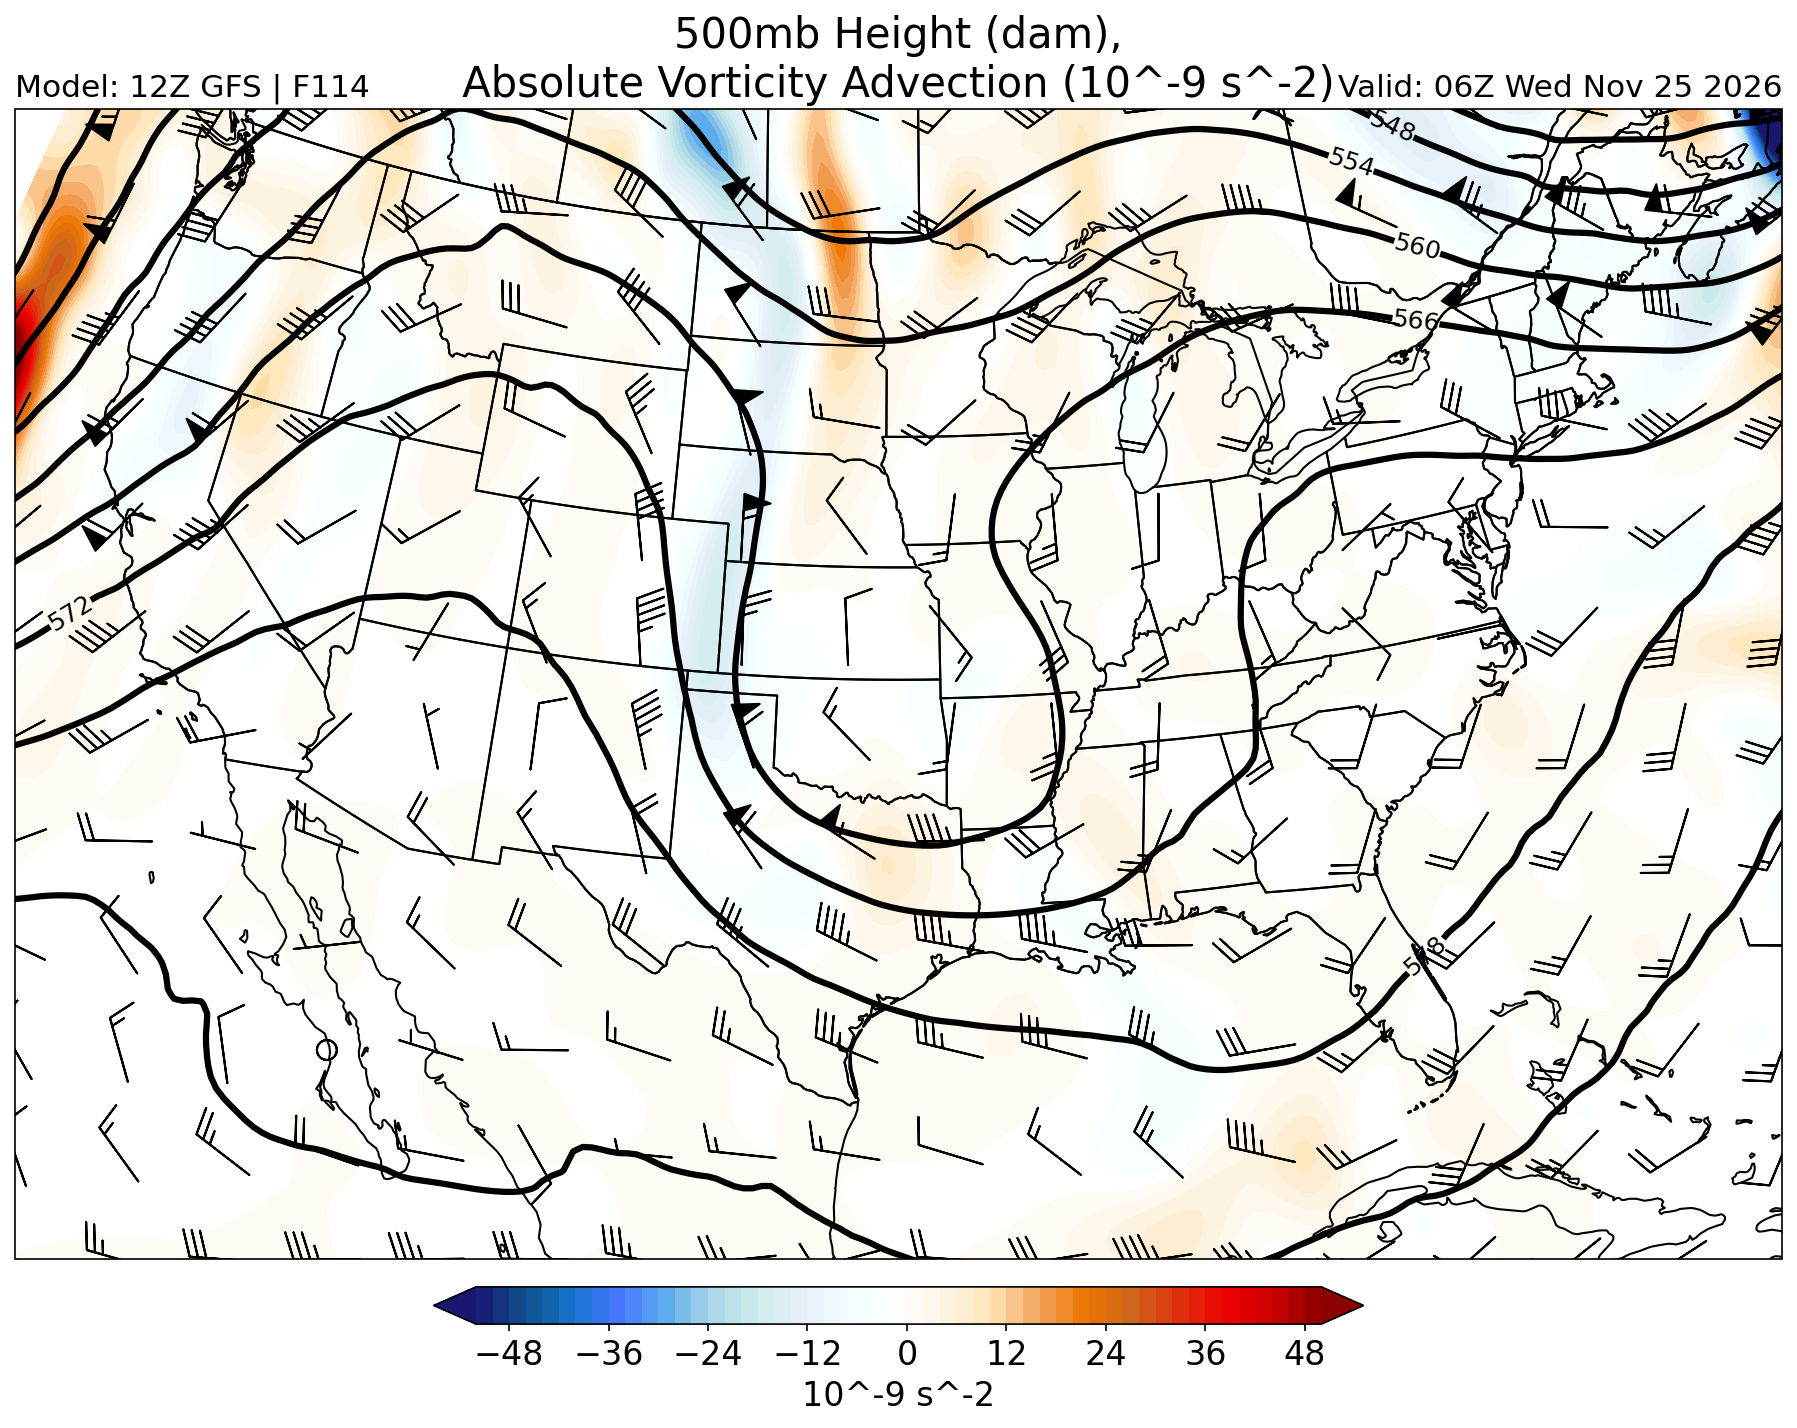 500mb Height (dam),
Model: 12Z GFS | F114
Absolute Vorticity Advection (10^-9 s^-2)
Valid: 06Z Wed Nov 25 2026
548
554
560
566
572
−48 −36 −24 −12 0 12 24 36 48
10^-9 s^-2